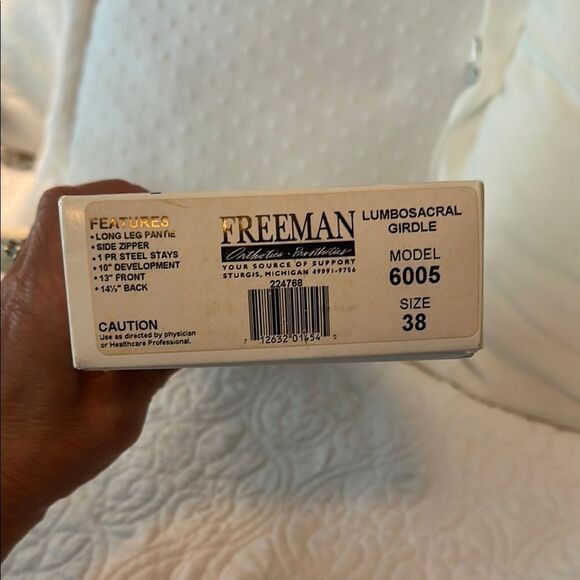 FEATURES
• LONG LEG PANTIE
• SIDE ZIPPER
• 1 PR STEEL STAYS
• 10" DEVELOPMENT
• 13" FRONT
• 14½" BACK
CAUTION
Use as directed by physician
or Healthcare Professional.
FREEMAN
Orthotics • Prosthetics
YOUR SOURCE OF SUPPORT
STURGIS, MICHIGAN 49091-9756
224768
7 12632 01454 5
LUMBOSACRAL
GIRDLE
MODEL
6005
SIZE
38